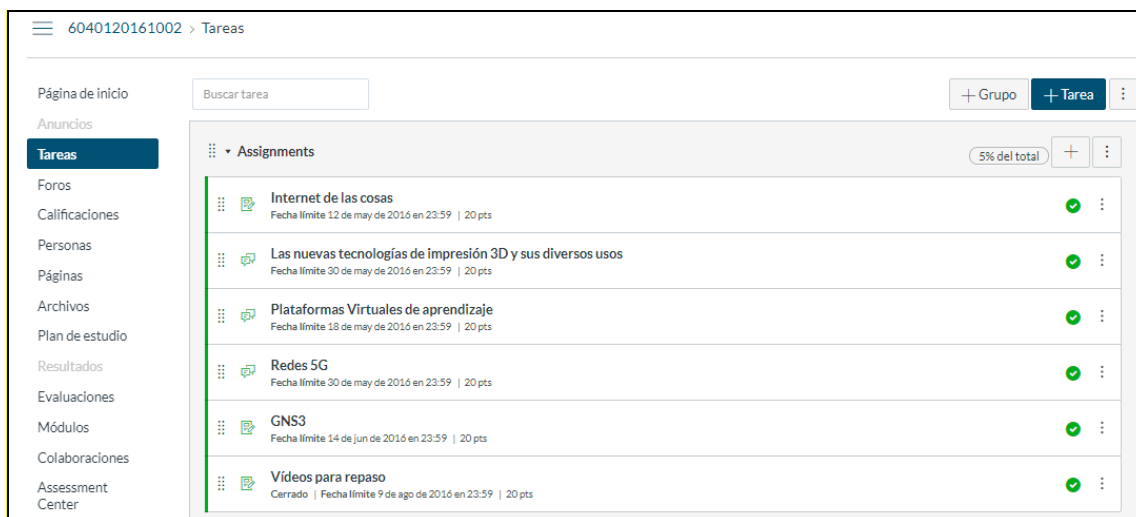 6040120161002 > Tareas
Página de inicio
Anuncios
Tareas
Foros
Calificaciones
Personas
Páginas
Archivos
Plan de estudio
Resultados
Evaluaciones
Módulos
Colaboraciones
Assessment
Center
Buscar tarea
+ Grupo
+ Tarea
Assignments
5% del total
Internet de las cosas
Fecha límite 12 de may de 2016 en 23:59 | 20 pts
Las nuevas tecnologías de impresión 3D y sus diversos usos
Fecha límite 30 de may de 2016 en 23:59 | 20 pts
Plataformas Virtuales de aprendizaje
Fecha límite 18 de may de 2016 en 23:59 | 20 pts
Redes 5G
Fecha límite 30 de may de 2016 en 23:59 | 20 pts
GNS3
Fecha límite 14 de jun de 2016 en 23:59 | 20 pts
Vídeos para repaso
Cerrado | Fecha límite 9 de ago de 2016 en 23:59 | 20 pts